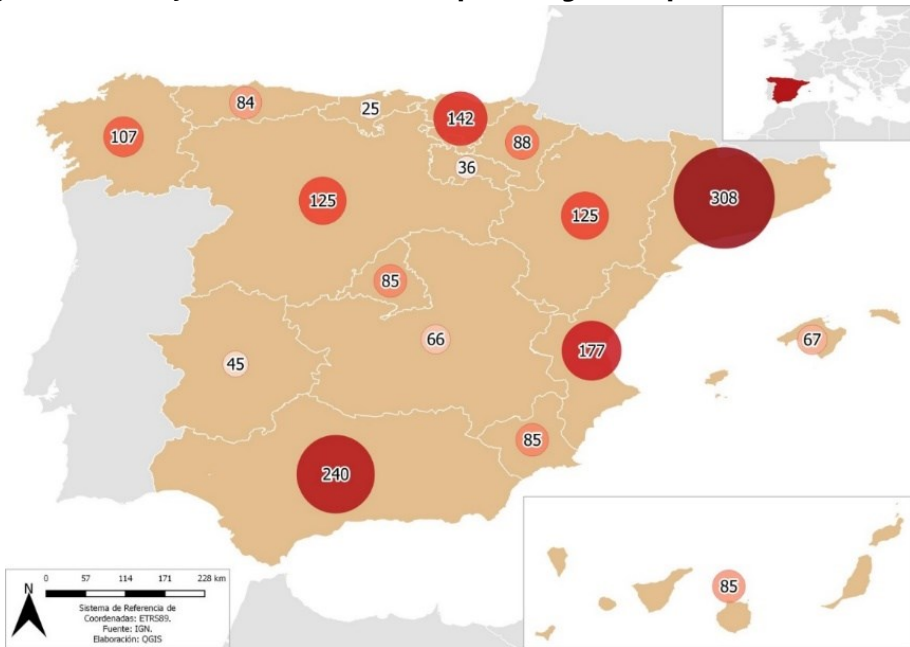 84
25
142
107
88
36
308
125
125
85
66
177
67
45
85
240
85
N
0 57 114 171 228 km
Sistema de Referencia de
Coordenadas: ETRS89.
Fuente: IGN.
Elaboración: QGIS